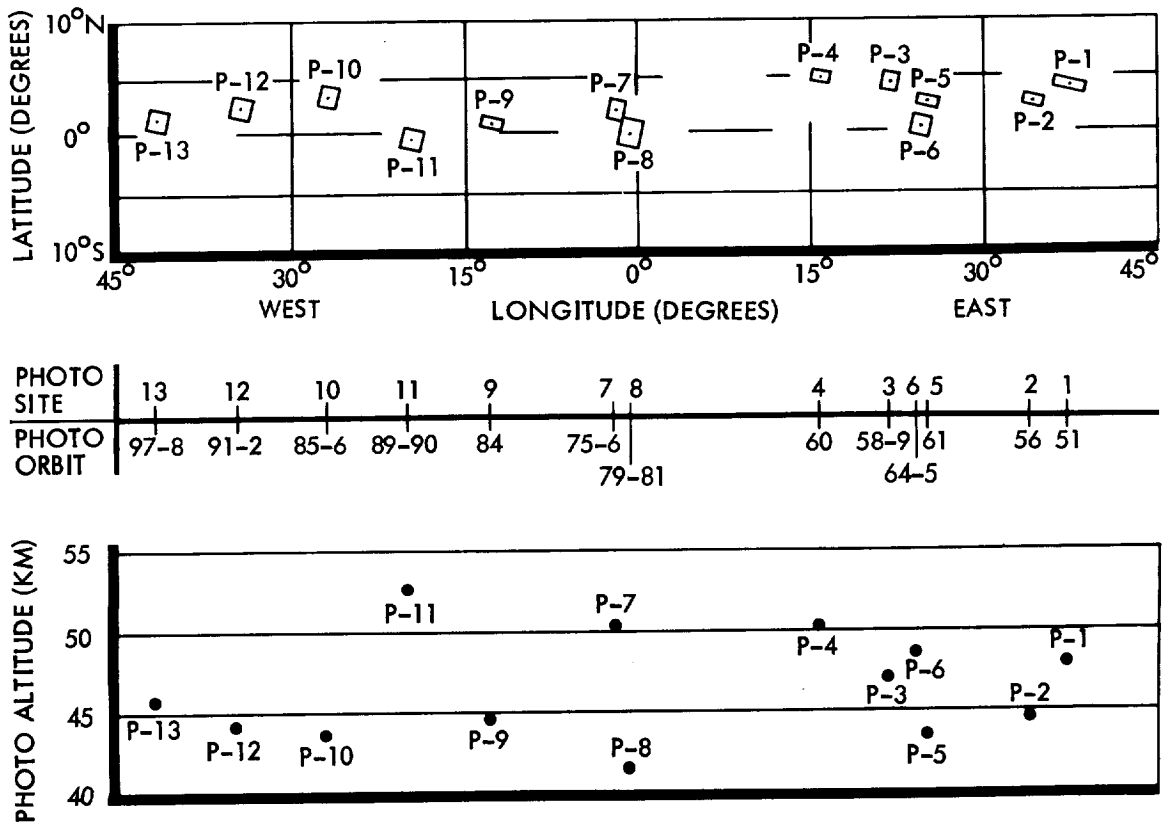 LATITUDE (DEGREES)
10°N
0°
10°S
P-4 P-3 P-1
P-12 P-10 P-7 P-5
P-9
P-2
P-13 P-11 P-8 P-6
45° 30° 15° 0° 15° 30° 45°
WEST LONGITUDE (DEGREES) EAST
PHOTO SITE
13 12 10 11 9 7 8 4 3 6 5 2 1
PHOTO ORBIT
97-8 91-2 85-6 89-90 84 75-6 60 58-9 61 56 51
79-81 64-5
PHOTO ALTITUDE (KM)
55
50
45
40
P-11 P-7 P-4 P-6 P-1
P-3 P-2
P-13 P-12 P-10 P-9 P-8 P-5